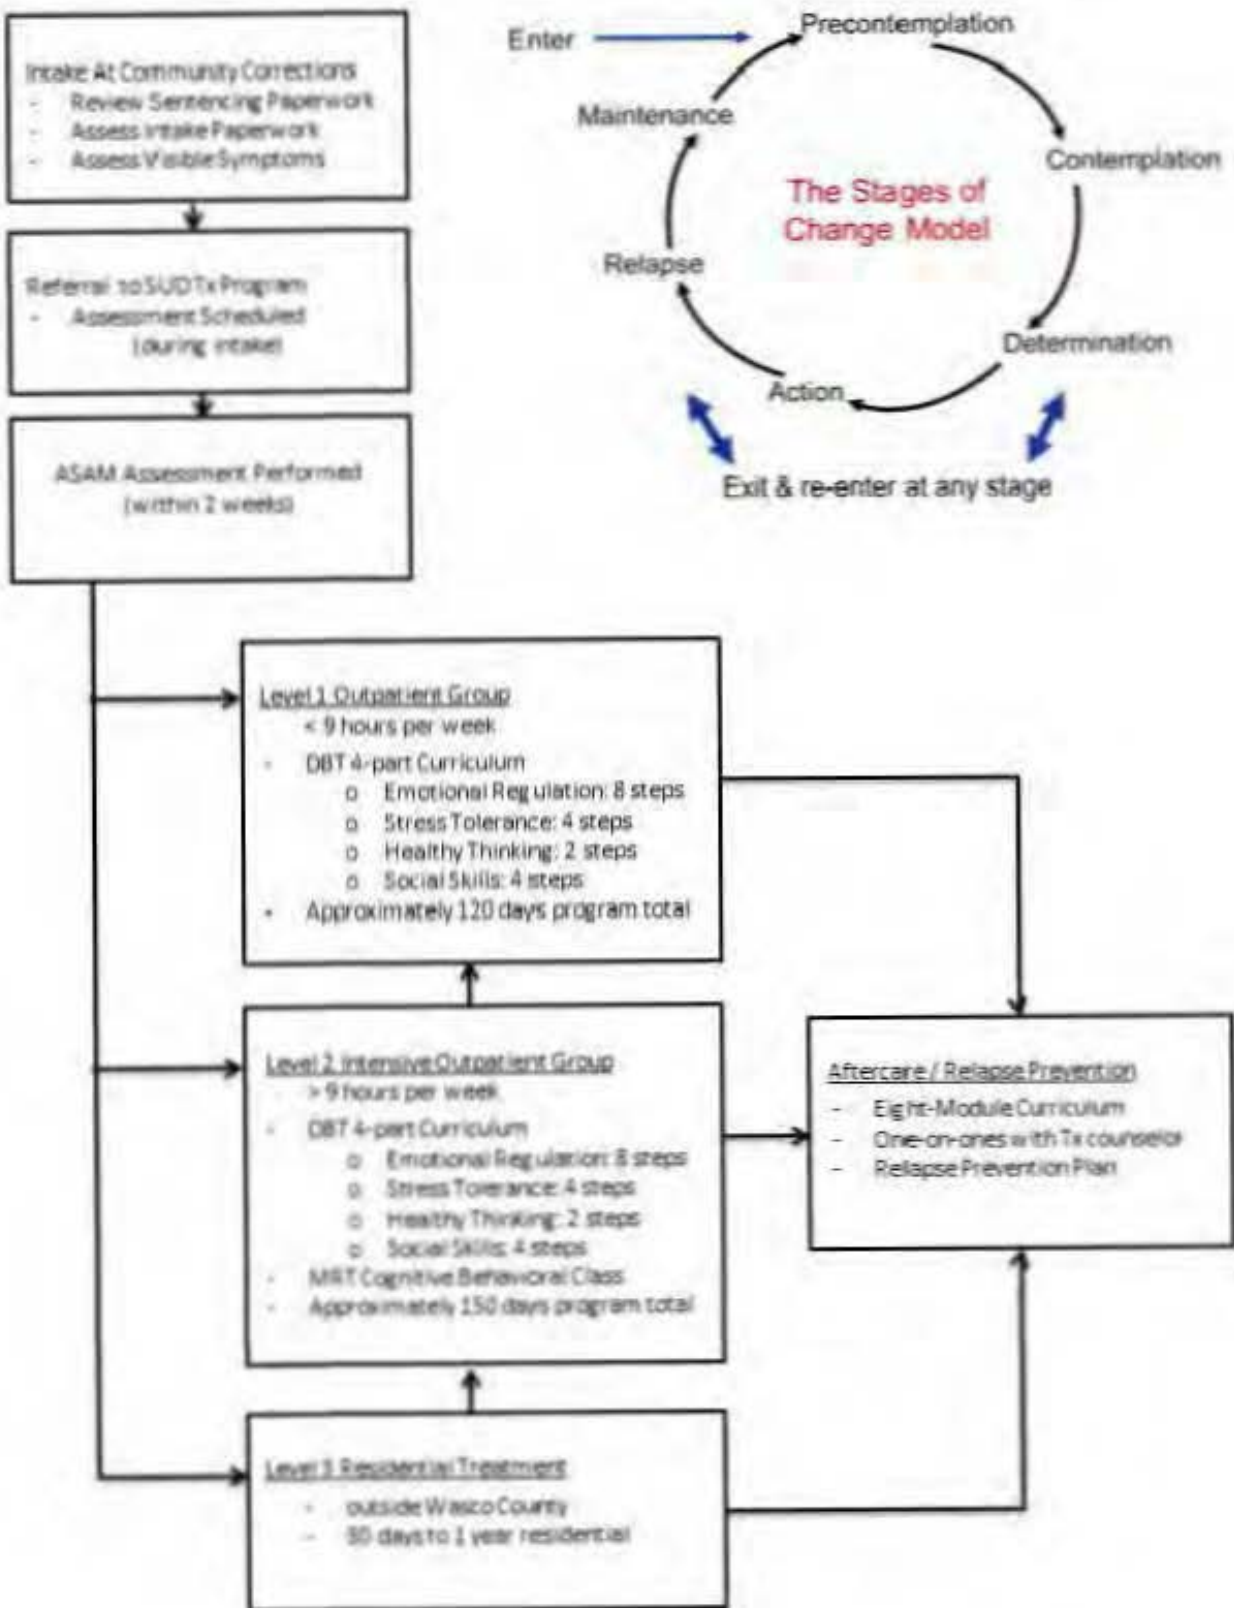 Intake At Community Corrections
- Review Sentencing Paperwork
- Assess Intake Paperwork
- Assess Visible Symptoms
Referral to SUD Tx Program
- Assessment Scheduled
(during intake)
ASAM Assessment Performed
(within 2 weeks)
Enter
Precontemplation
Maintenance
Contemplation
The Stages of
Change Model
Relapse
Determination
Action
Exit & re-enter at any stage
Level 1 Outpatient Group
< 9 hours per week
- DBT 4-part Curriculum
o Emotional Regulation: 8 steps
o Stress Tolerance: 4 steps
o Healthy Thinking: 2 steps
o Social Skills: 4 steps
- Approximately 120 days program total
Level 2 Intensive Outpatient Group
> 9 hours per week
- DBT 4-part Curriculum
o Emotional Regulation: 8 steps
o Stress Tolerance: 4 steps
o Healthy Thinking: 2 steps
o Social Skills: 4 steps
- MRT Cognitive Behavioral Class
- Approximately 150 days program total
Aftercare / Relapse Prevention
- Eight-Module Curriculum
- One-on-ones with Tx counselor
- Relapse Prevention Plan
Level 3 Residential Treatment
- outside Wasco County
- days to 1 year residential